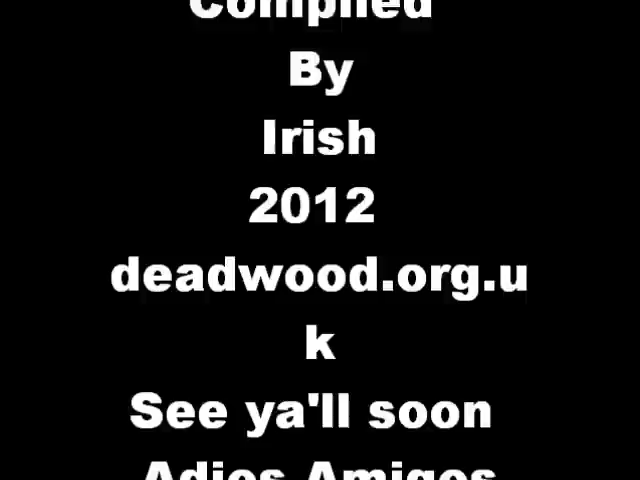 Compiled
By
Irish
2012
deadwood.org.u
k
See ya'll soon
Adios Amigos